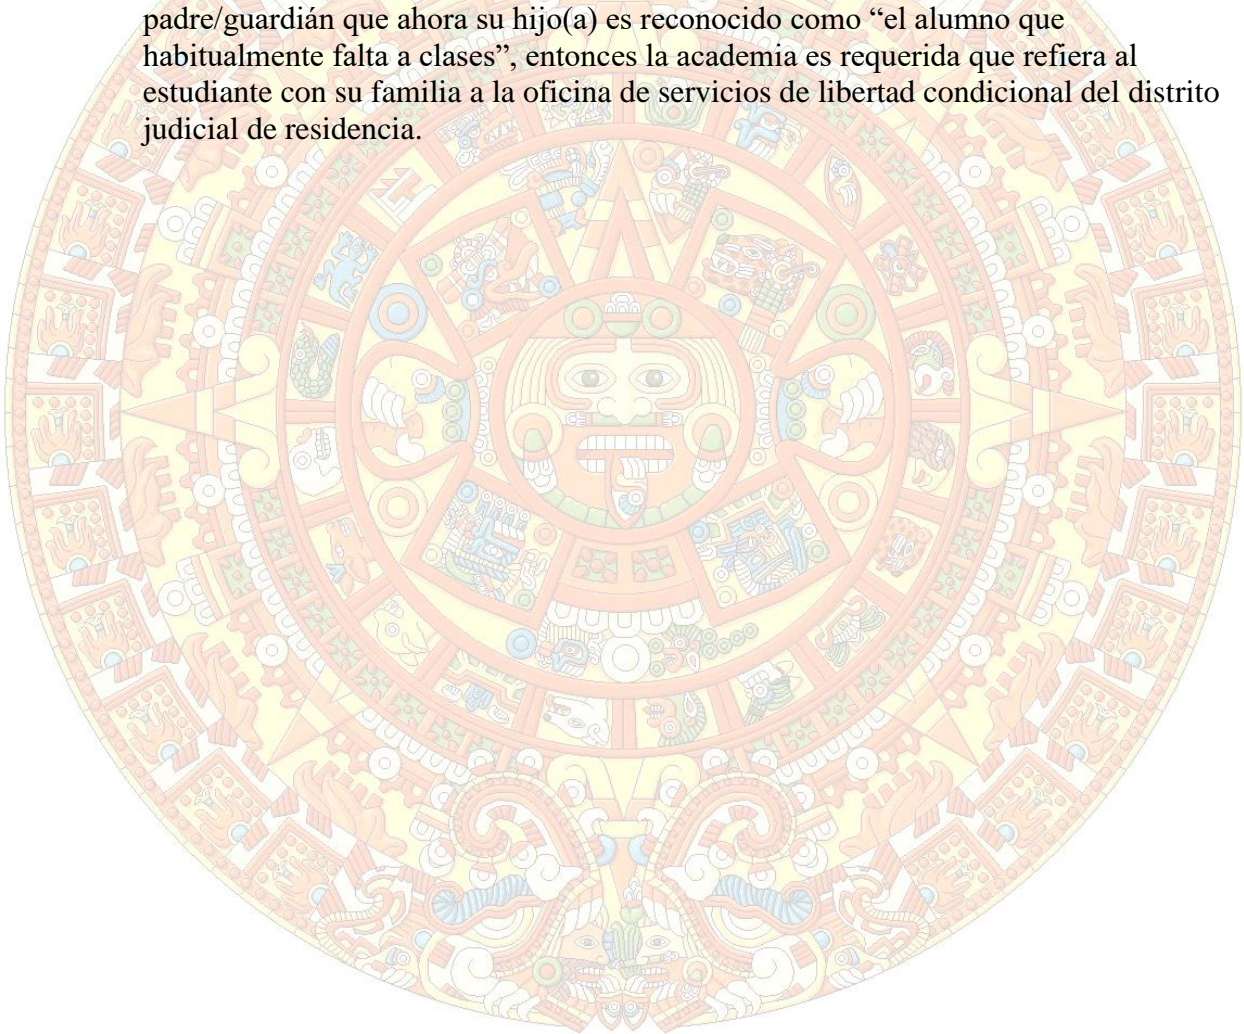 padre/guardián que ahora su hijo(a) es reconocido como “el alumno que
habitualmente falta a clases”, entonces la academia es requerida que refiera al
estudiante con su familia a la oficina de servicios de libertad condicional del distrito
judicial de residencia.